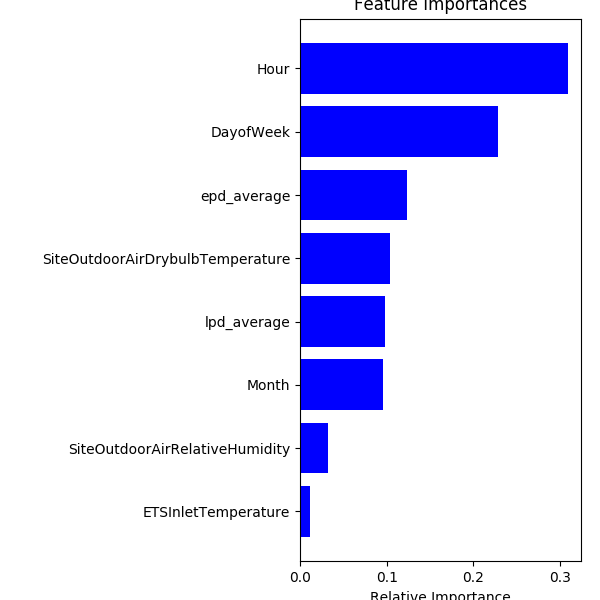 Feature Importances
Hour
DayofWeek
epd_average
SiteOutdoorAirDrybulbTemperature
lpd_average
Month
SiteOutdoorAirRelativeHumidity
ETSInletTemperature
0.0 0.1 0.2 0.3
Relative Importance